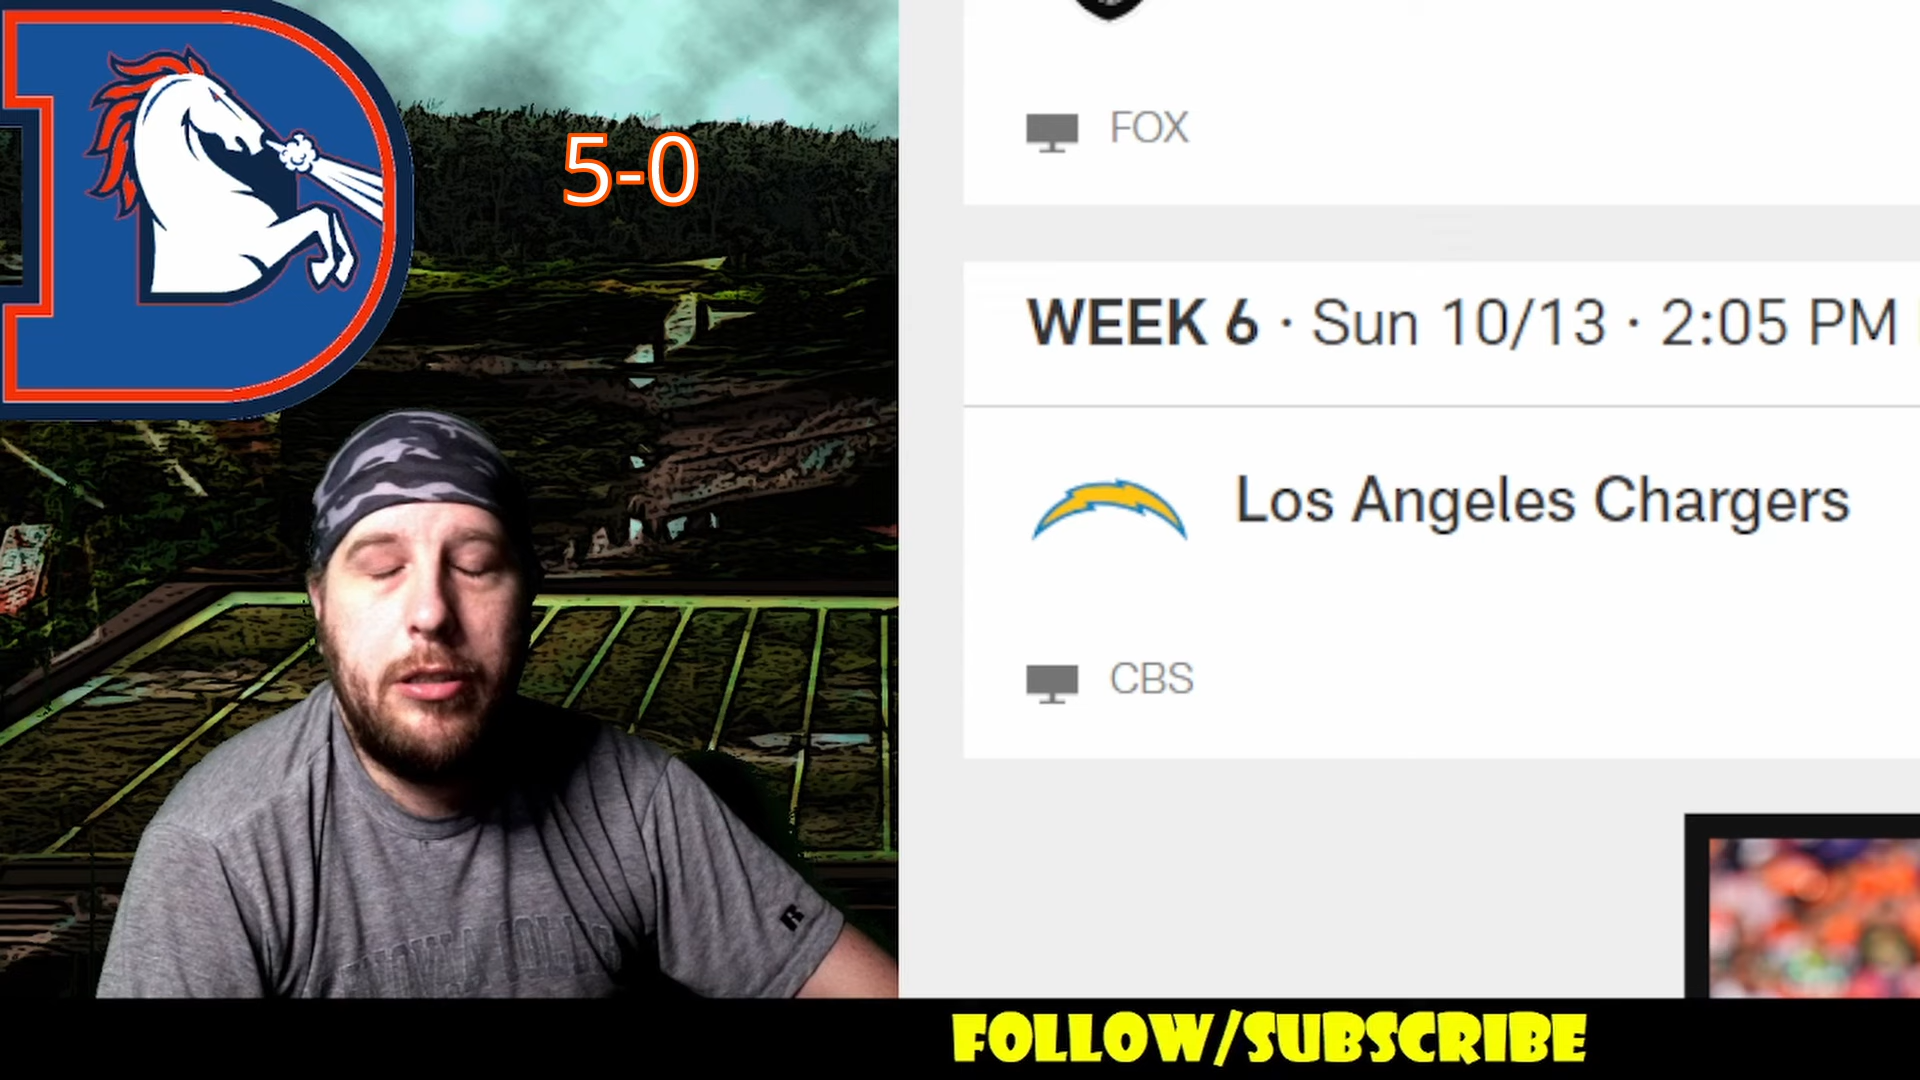 5-0
FOX
WEEK 6 · Sun 10/13 · 2:05 PM
Los Angeles Chargers
CBS
FOLLOW/SUBSCRIBE